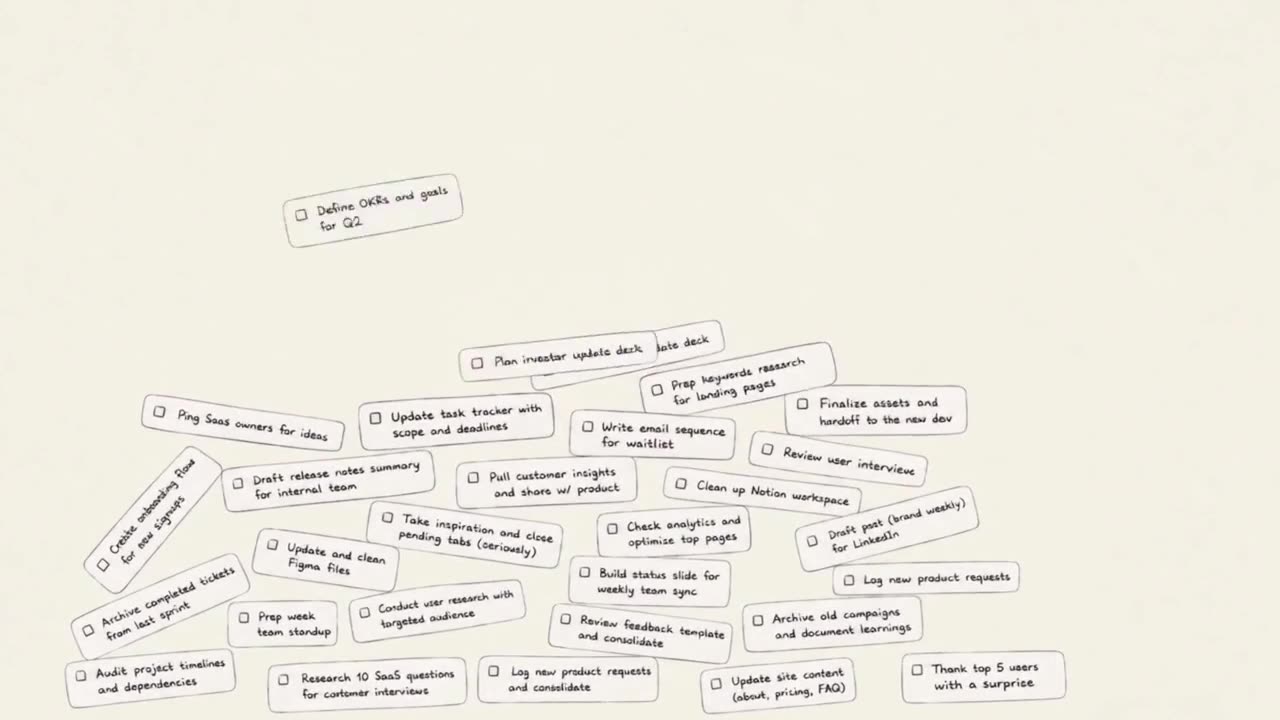 Define OKRs and goals
for Q2
Plan investor update deck
date deck
Prep keywords research
for landing pages
Finalize assets and
handoff to the new dev
Ping SaaS owners for ideas
Update task tracker with
scope and deadlines
Write email sequence
for waitlist
Review user interviews
Create onboarding flow
for new signups
Draft release notes summary
for internal team
Pull customer insights
and share w/ product
Clean up Notion workspace
Take inspiration and close
pending tabs (seriously)
Check analytics and
optimize top pages
Draft post (brand weekly)
for LinkedIn
Update and clean
Figma files
Build status slide for
weekly team sync
Log new product requests
Archive completed tickets
from last sprint
Prep week
team standup
Conduct user research with
targeted audience
Review feedback template
and consolidate
Archive old campaigns
and document learnings
Audit project timelines
and dependencies
Research 10 SaaS questions
for customer interviews
Log new product requests
and consolidate
Update site content
(about, pricing, FAQ)
Thank top 5 users
with a surprise